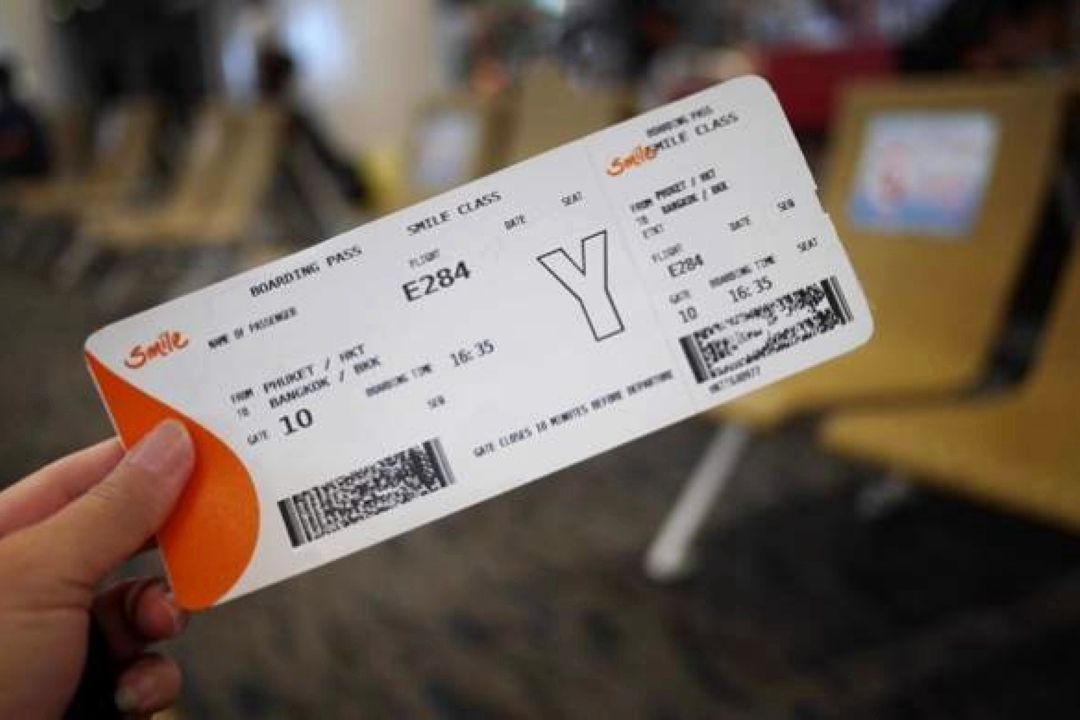 BOARDING PASS
SMILE CLASS
Smile
NAME OF PASSENGER
FLIGHT
DATE
SEAT
E284
Y
FROM PHUKET / HKT
TO BANGKOK / BKK
BOARDING TIME 16:35
GATE 10
SEQ
GATE CLOSES 10 MINUTES BEFORE DEPARTURE
BOARDING PASS
Smile
SMILE CLASS
FROM PHUKET / HKT
TO BANGKOK / BKK
ETKT
FLIGHT
DATE
SEQ
E284
GATE
BOARDING TIME
SEAT
10
16:35